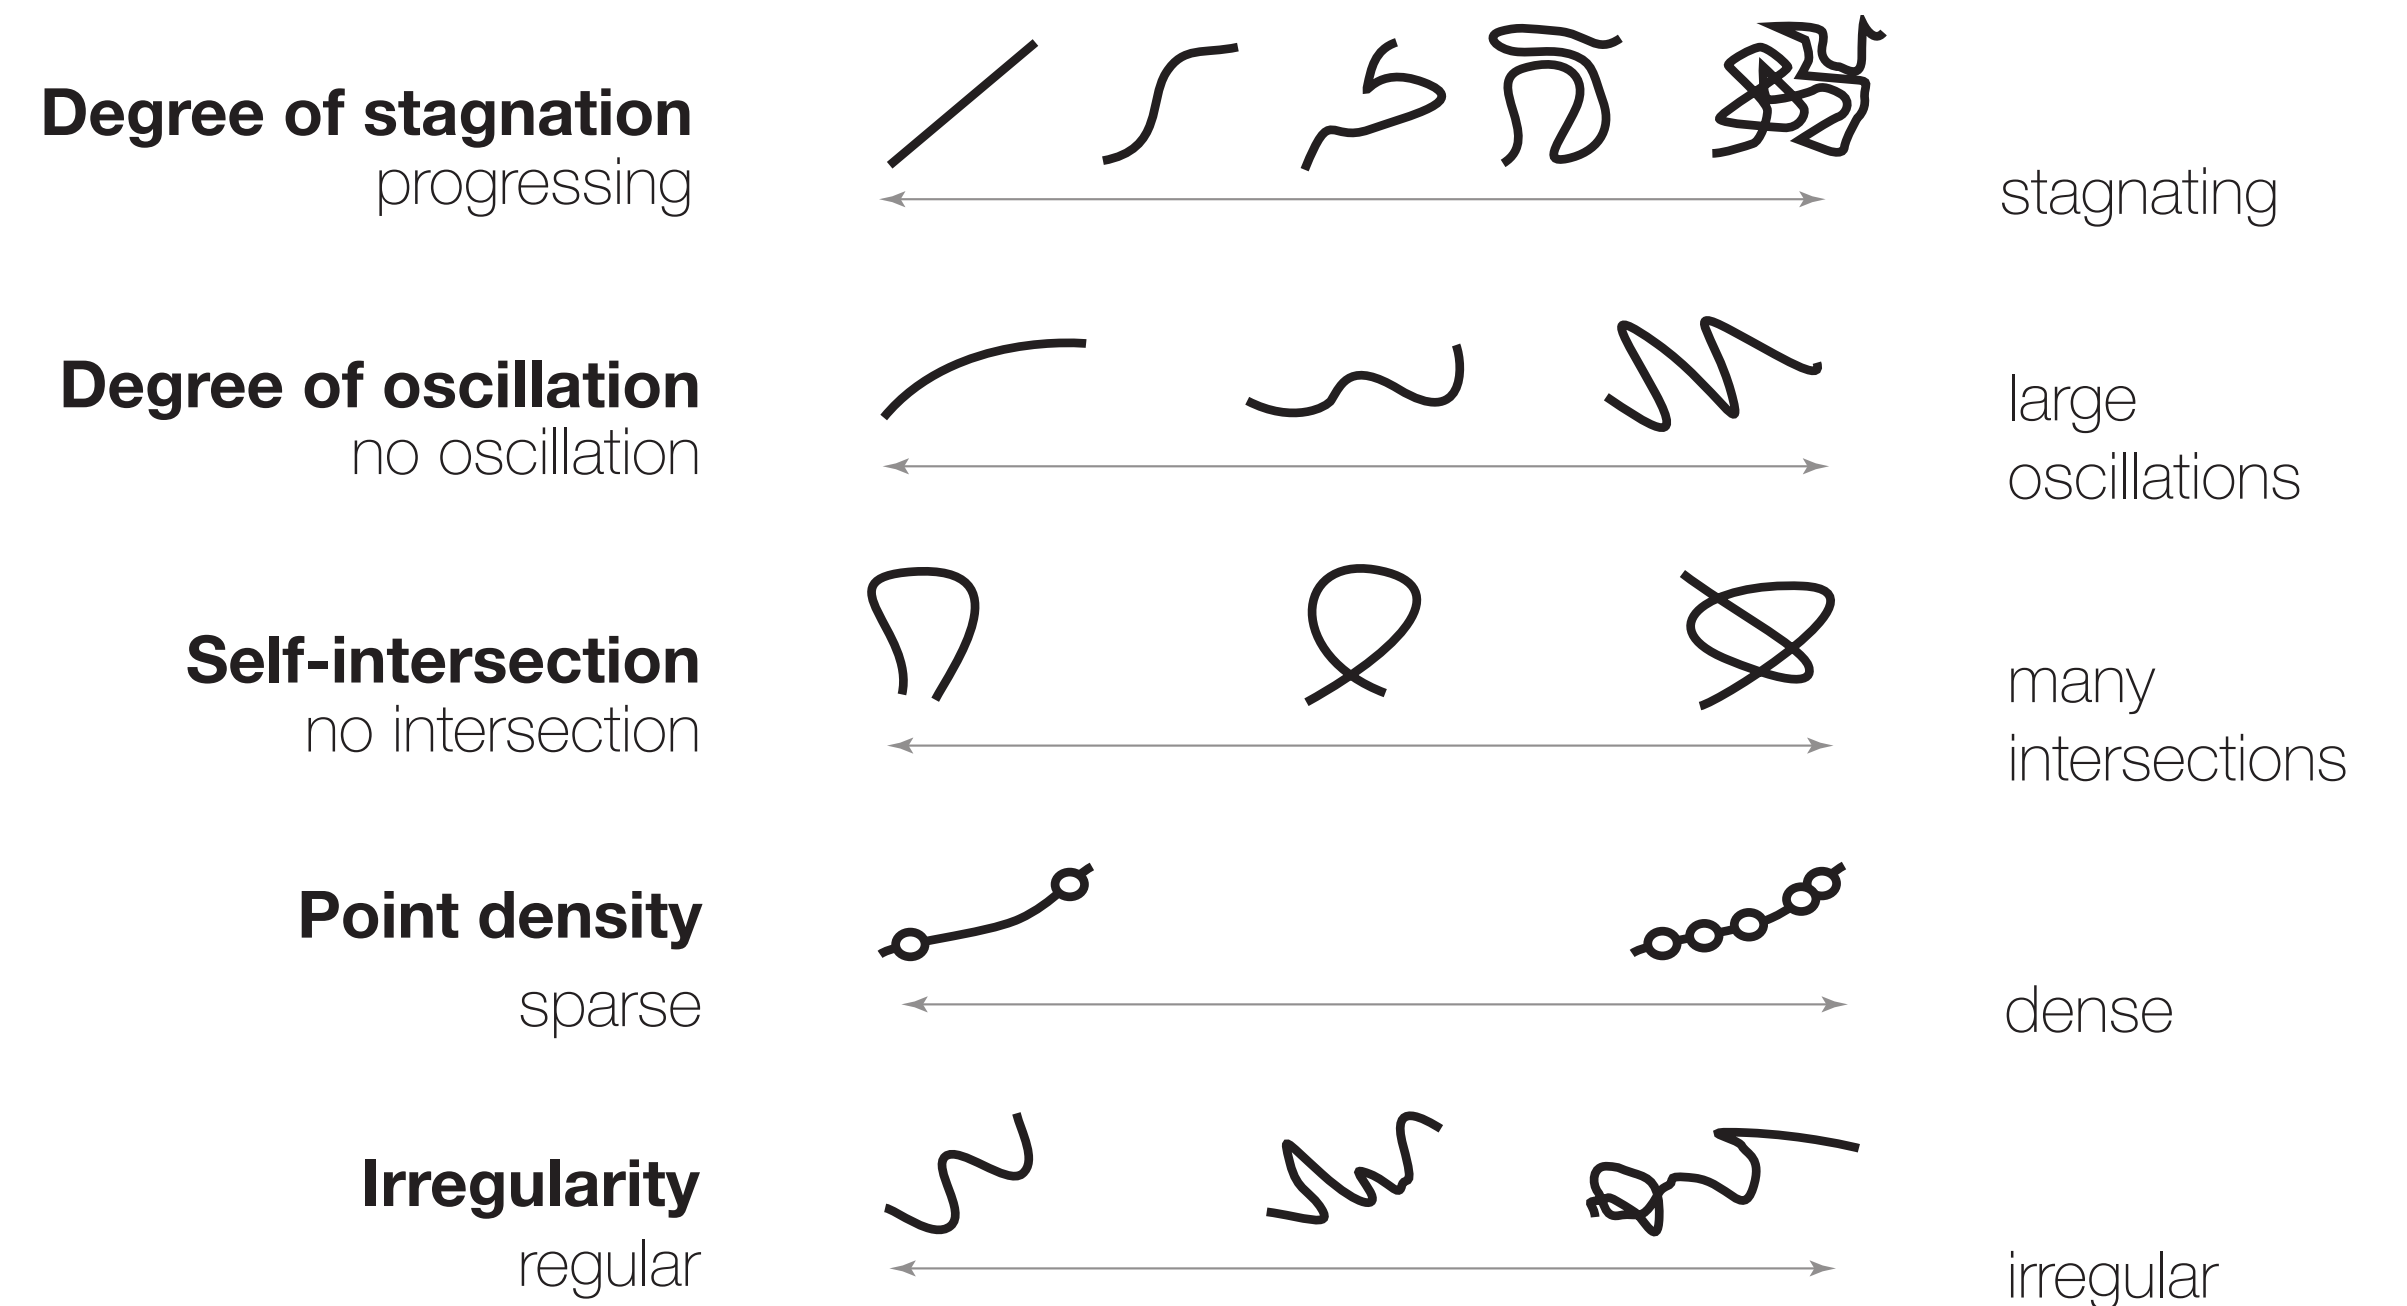 Degree of stagnation
progressing
stagnating
Degree of oscillation
no oscillation
large
oscillations
Self-intersection
no intersection
many
intersections
Point density
sparse
dense
Irregularity
regular
irregular